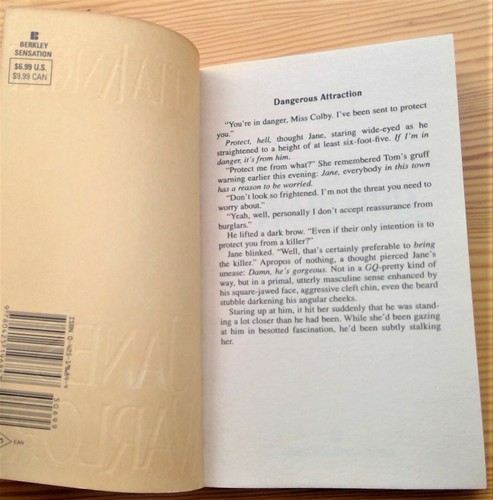 BERKLEY
SENSATION
$6.99 U.S.
$9.99 CAN
Dangerous Attraction
"You're in danger, Miss Colby. I've been sent to protect
you."
Protect, hell, thought Jane, staring wide-eyed as he
straightened to a height of at least six-foot-five. If I'm in
danger, it's from him.
"Protect me from what?" She remembered Tom's gruff
warning earlier this evening: Jane, everybody in this town
has a reason to be worried.
"Don't look so frightened. I'm not the threat you need to
worry about."
"Yeah, well, personally I don't accept reassurance from
burglars."
He lifted a dark brow. "Even if their only intention is to
protect you from a killer?"
Jane blinked. "Well, that's certainly preferable to being
the killer." Apropos of nothing, a thought pierced Jane's
unease: Damn, he's gorgeous. Not in a GQ-pretty kind of
way, but in a primal, utterly masculine sense enhanced by
his square-jawed face, aggressive cleft chin, even the beard
stubble darkening his angular cheeks.
Staring up at him, it hit her suddenly that he was stand-
ing a lot closer than he had been. While she'd been gazing
at him in besotted fascination, he'd been subtly stalking
her.
50699
EAN